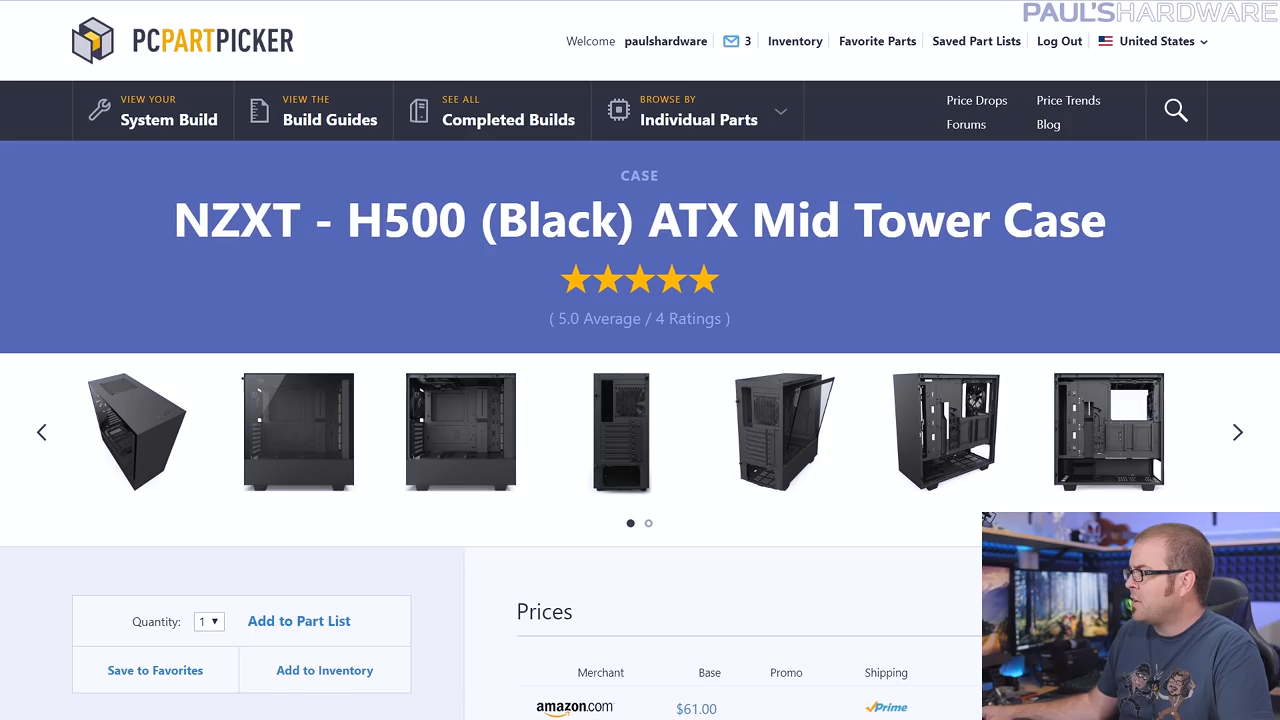 PAUL'SHARDWARE
PCPARTPICKER
Welcome paulshardware 3 Inventory Favorite Parts Saved Part Lists Log Out United States
VIEW YOUR
System Build
VIEW THE
Build Guides
SEE ALL
Completed Builds
BROWSE BY
Individual Parts
Price Drops Price Trends
Forums Blog
CASE
NZXT - H500 (Black) ATX Mid Tower Case
( 5.0 Average / 4 Ratings )
Quantity: 1 Add to Part List
Save to Favorites Add to Inventory
Prices
Merchant Base Promo Shipping
amazon.com $61.00 Prime